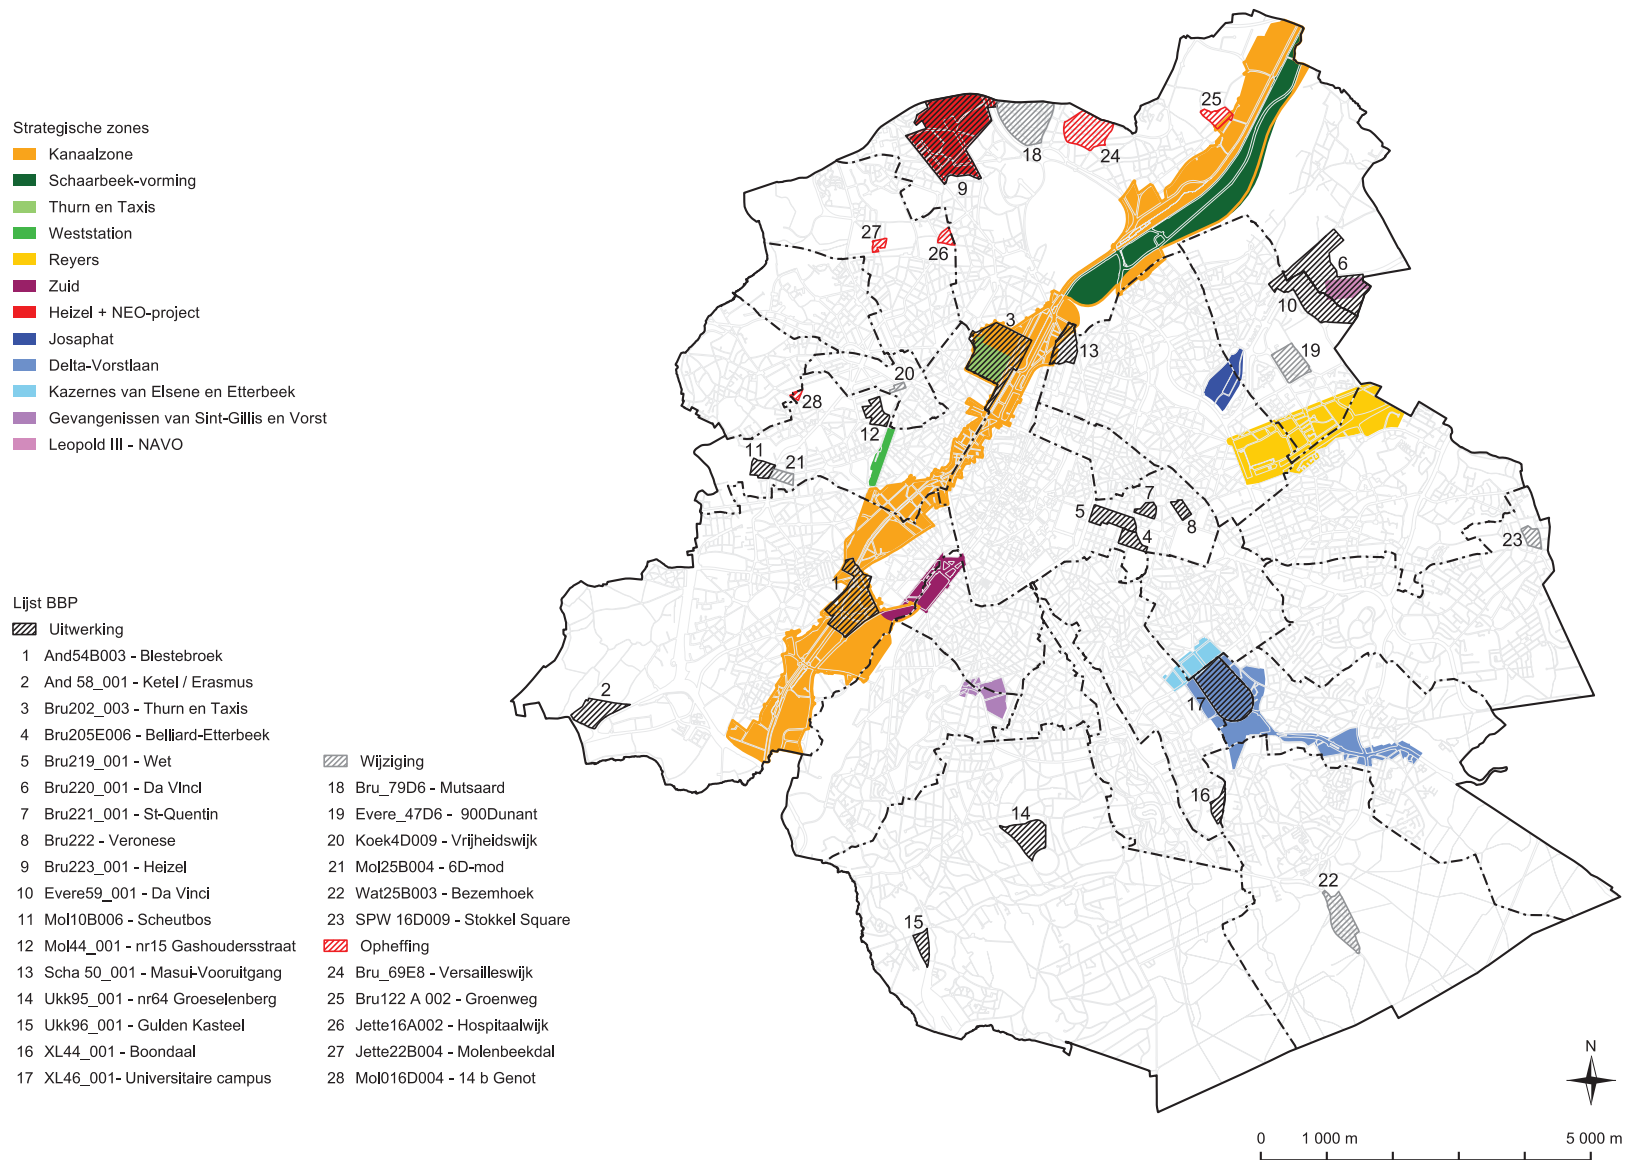 Strategische zones
Kanaalzone
Schaarbeek-vorming
Thurn en Taxis
Weststation
Reyers
Zuid
Heizel + NEO-project
Josaphat
Delta-Vorstlaan
Kazernes van Elsene en Etterbeek
Gevangenissen van Sint-Gillis en Vorst
Leopold III - NAVO
Lijst BBP
Uitwerking
1 And54B003 - Blestebroek
2 And 58_001 - Ketel / Erasmus
3 Bru202_003 - Thurn en Taxis
4 Bru205E006 - Belliard-Etterbeek
5 Bru219_001 - Wet
6 Bru220_001 - Da Vinci
7 Bru221_001 - St-Quentin
8 Bru222 - Veronese
9 Bru223_001 - Heizel
10 Evere59_001 - Da Vinci
11 Mol10B006 - Scheutbos
12 Mol44_001 - nr15 Gashoudersstraat
13 Scha 50_001 - Masui-Vooruitgang
14 Ukk95_001 - nr64 Groeselenberg
15 Ukk96_001 - Gulden Kasteel
16 XL44_001 - Boondaal
17 XL46_001- Universitaire campus
Wijziging
18 Bru_79D6 - Mutsaard
19 Evere_47D6 - 900Dunant
20 Koek4D009 - Vrijheidswijk
21 Mol25B004 - 6D-mod
22 Wat25B003 - Bezemhoek
23 SPW 16D009 - Stokkel Square
Opheffing
24 Bru_69E8 - Versailleswijk
25 Bru122 A 002 - Groenweg
26 Jette16A002 - Hospitaalwijk
27 Jette22B004 - Molenbeekdal
28 Mol016D004 - 14 b Genot
25
18
24
9
27
26
6
10
3
13
19
20
28
12
11
21
7
5
8
4
23
1
2
17
16
14
22
15
N
0 1 000 m 5 000 m